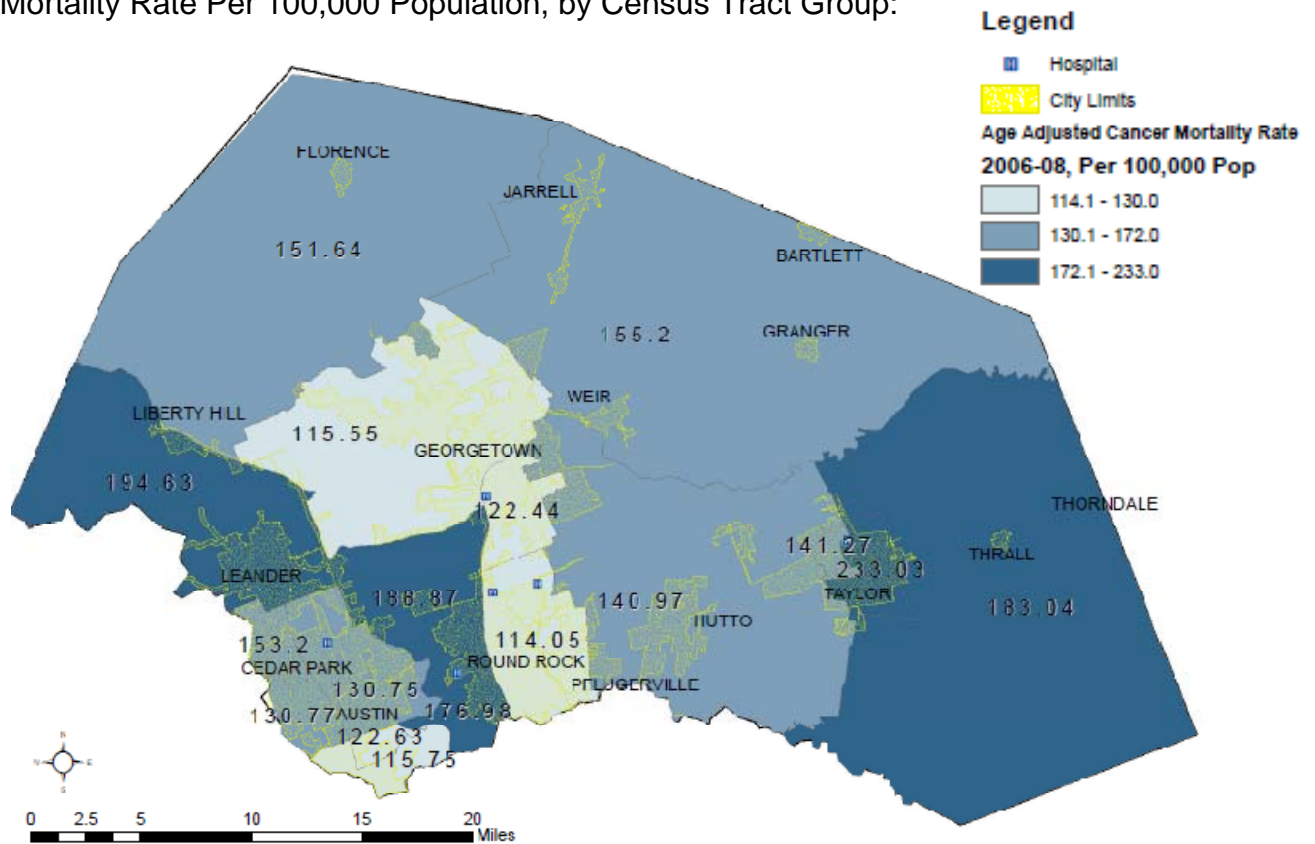 Mortality Rate Per 100,000 Population, by Census Tract Group:
Legend
Hospital
City Limits
Age Adjusted Cancer Mortality Rate
2006-08, Per 100,000 Pop
114.1 - 130.0
130.1 - 172.0
172.1 - 233.0
FLORENCE
JARRELL
151.64
BARTLETT
155.2
GRANGER
WEIR
LIBERTY HILL
115.55
GEORGETOWN
194.63
122.44
THORNDALE
141.27
THRALL
233.03
LEANDER
TAYLOR
188.87
140.97
183.04
HUTTO
153.2
114.05
CEDAR PARK
ROUND ROCK
130.75
PFLUGERVILLE
130.77
AUSTIN
176.98
122.63
115.75
N
W
E
S
0 2.5 5 10 15 20
Miles